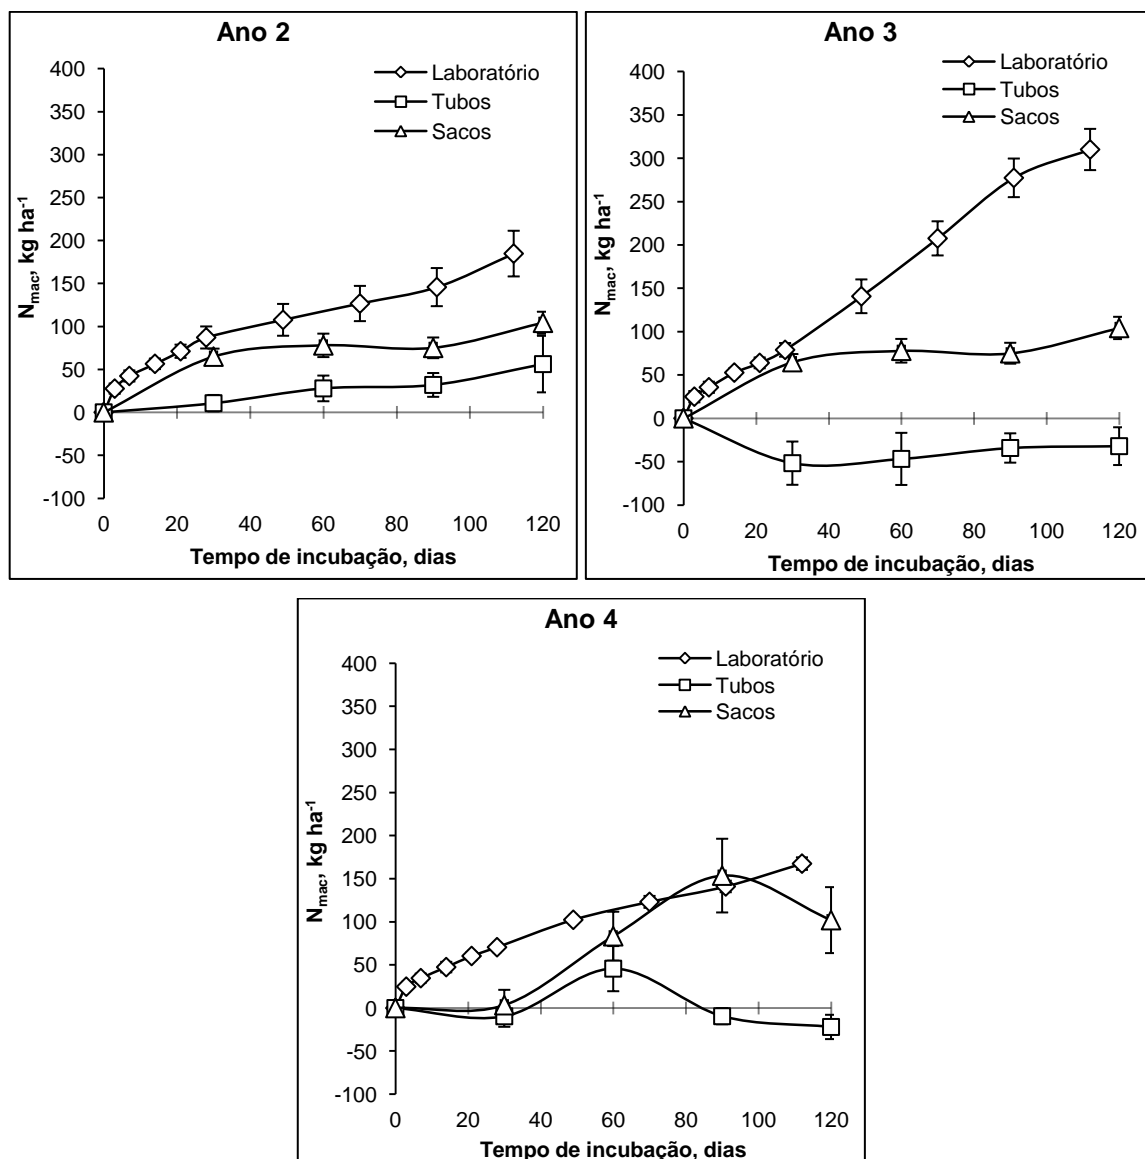 Ano 2
Laboratório
Tubos
Sacos
400
350
300
250
200
150
100
50
0
-50
-100
0 20 40 60 80 100 120
N_mac, kg ha^-1
Tempo de incubação, dias
Ano 3
Laboratório
Tubos
Sacos
400
350
300
250
200
150
100
50
0
-50
-100
0 20 40 60 80 100 120
N_mac, kg ha^-1
Tempo de incubação, dias
Ano 4
Laboratório
Tubos
Sacos
400
350
300
250
200
150
100
50
0
-50
-100
0 20 40 60 80 100 120
N_mac, kg ha^-1
Tempo de incubação, dias